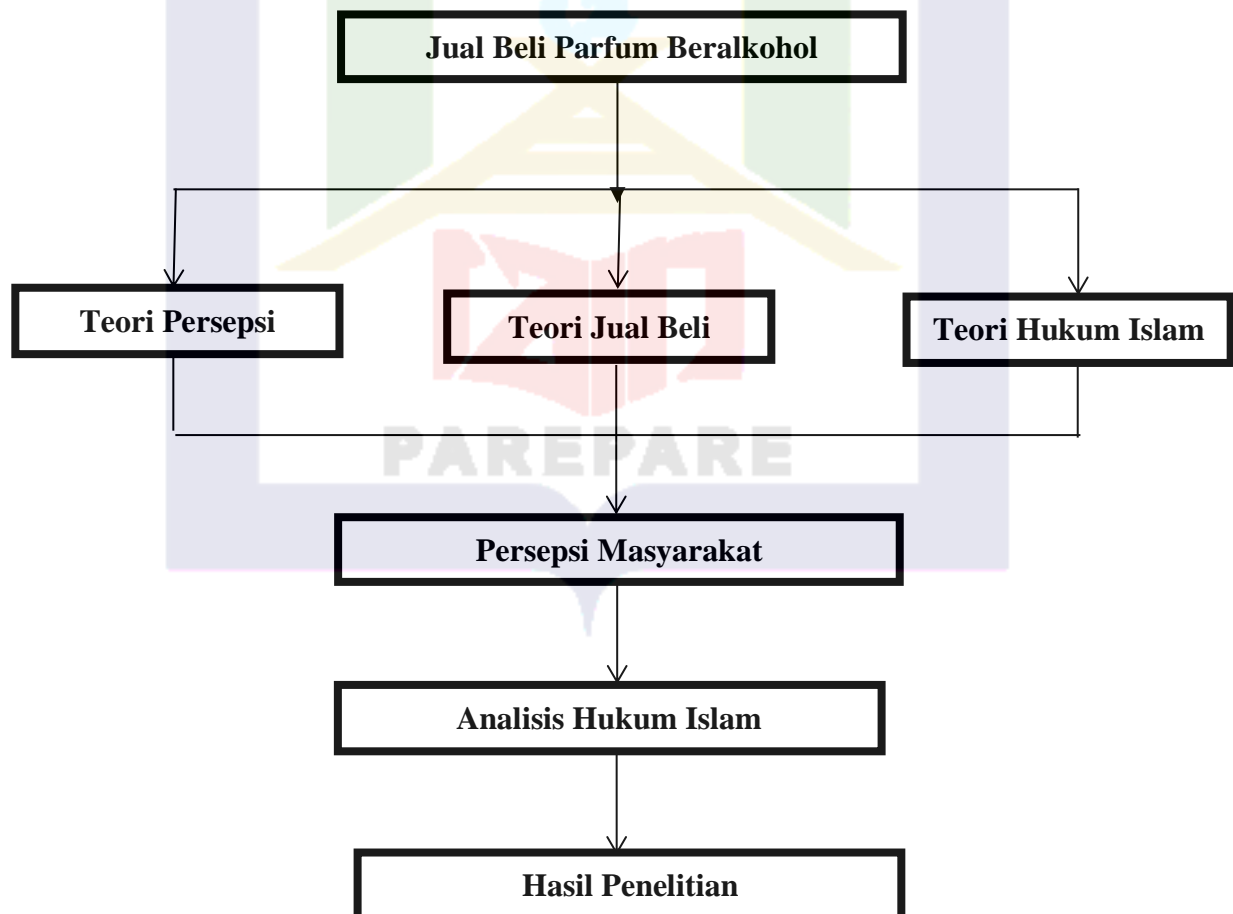 Jual Beli Parfum Beralkohol
Teori Persepsi
Teori Jual Beli
Teori Hukum Islam
PAREPARE
Persepsi Masyarakat
Analisis Hukum Islam
Hasil Penelitian